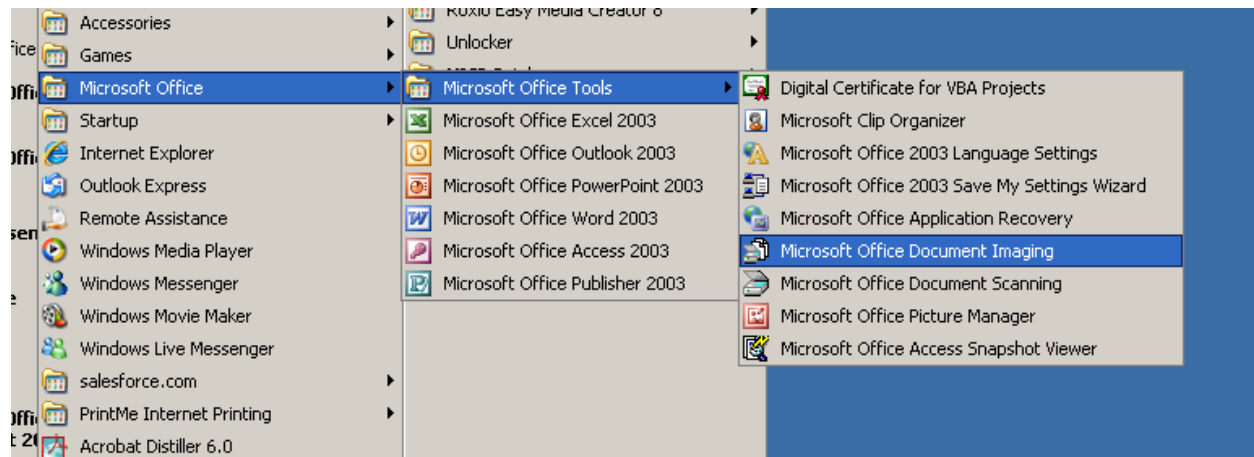 Accessories
Games
Microsoft Office
Startup
Internet Explorer
Outlook Express
Remote Assistance
Windows Media Player
Windows Messenger
Windows Movie Maker
Windows Live Messenger
salesforce.com
PrintMe Internet Printing
Acrobat Distiller 6.0
Roxio Easy Media Creator 8
Unlocker
Microsoft Office Tools
Microsoft Office Excel 2003
Microsoft Office Outlook 2003
Microsoft Office PowerPoint 2003
Microsoft Office Word 2003
Microsoft Office Access 2003
Microsoft Office Publisher 2003
Digital Certificate for VBA Projects
Microsoft Clip Organizer
Microsoft Office 2003 Language Settings
Microsoft Office 2003 Save My Settings Wizard
Microsoft Office Application Recovery
Microsoft Office Document Imaging
Microsoft Office Document Scanning
Microsoft Office Picture Manager
Microsoft Office Access Snapshot Viewer